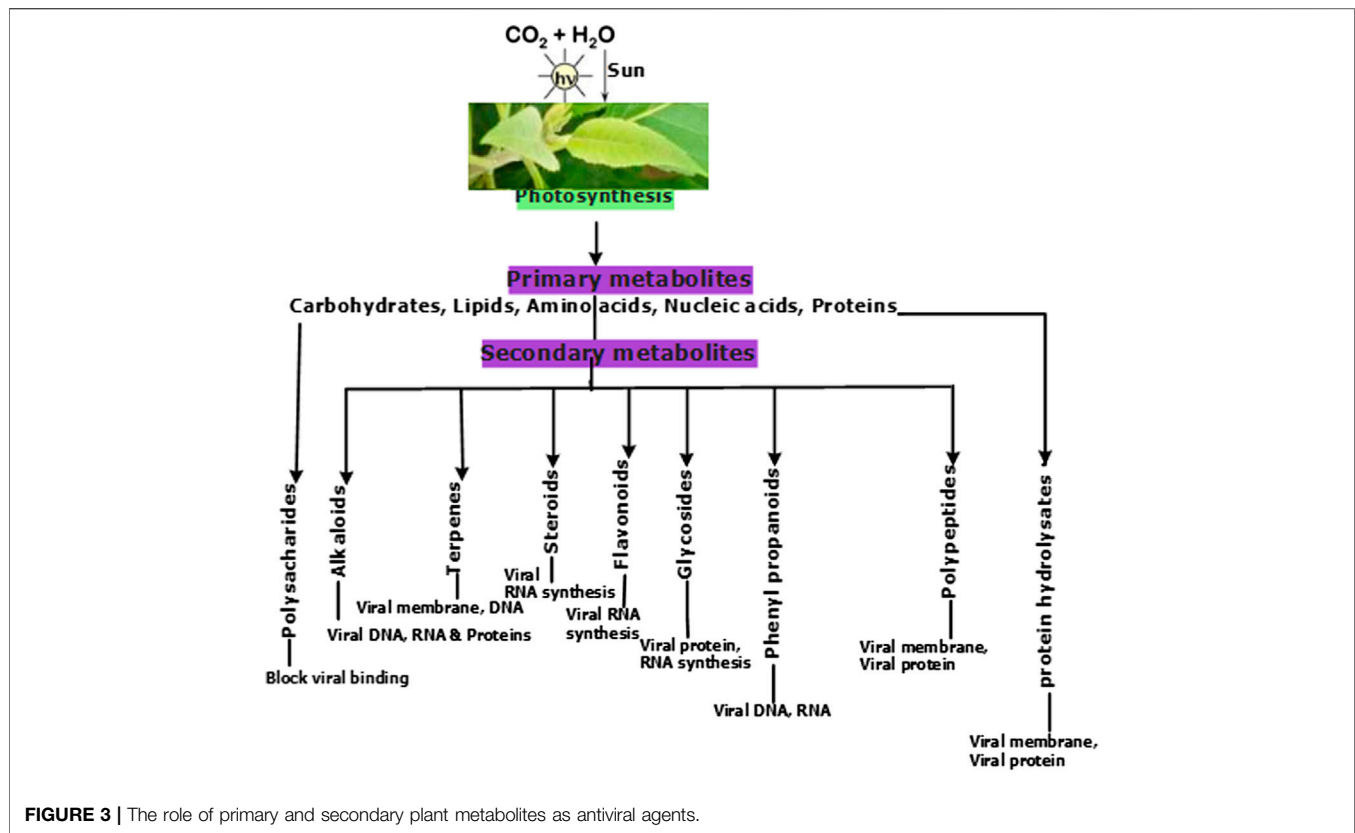 CO₂ + H₂O
hν
Sun
Photosynthesis
Primary metabolites
Carbohydrates, Lipids, Amino acids, Nucleic acids, Proteins
Secondary metabolites
Polysacharides
Block viral binding
Alkaloids
Viral DNA, RNA & Proteins
Terpenes
Viral membrane, DNA
Steroids
Viral
RNA synthesis
Flavonoids
Viral RNA
synthesis
Glycosides
Viral protein,
RNA synthesis
Phenyl propanoids
Viral DNA, RNA
Polypeptides
Viral membrane,
Viral protein
protein hydrolysates
Viral membrane,
Viral protein
FIGURE 3 | The role of primary and secondary plant metabolites as antiviral agents.